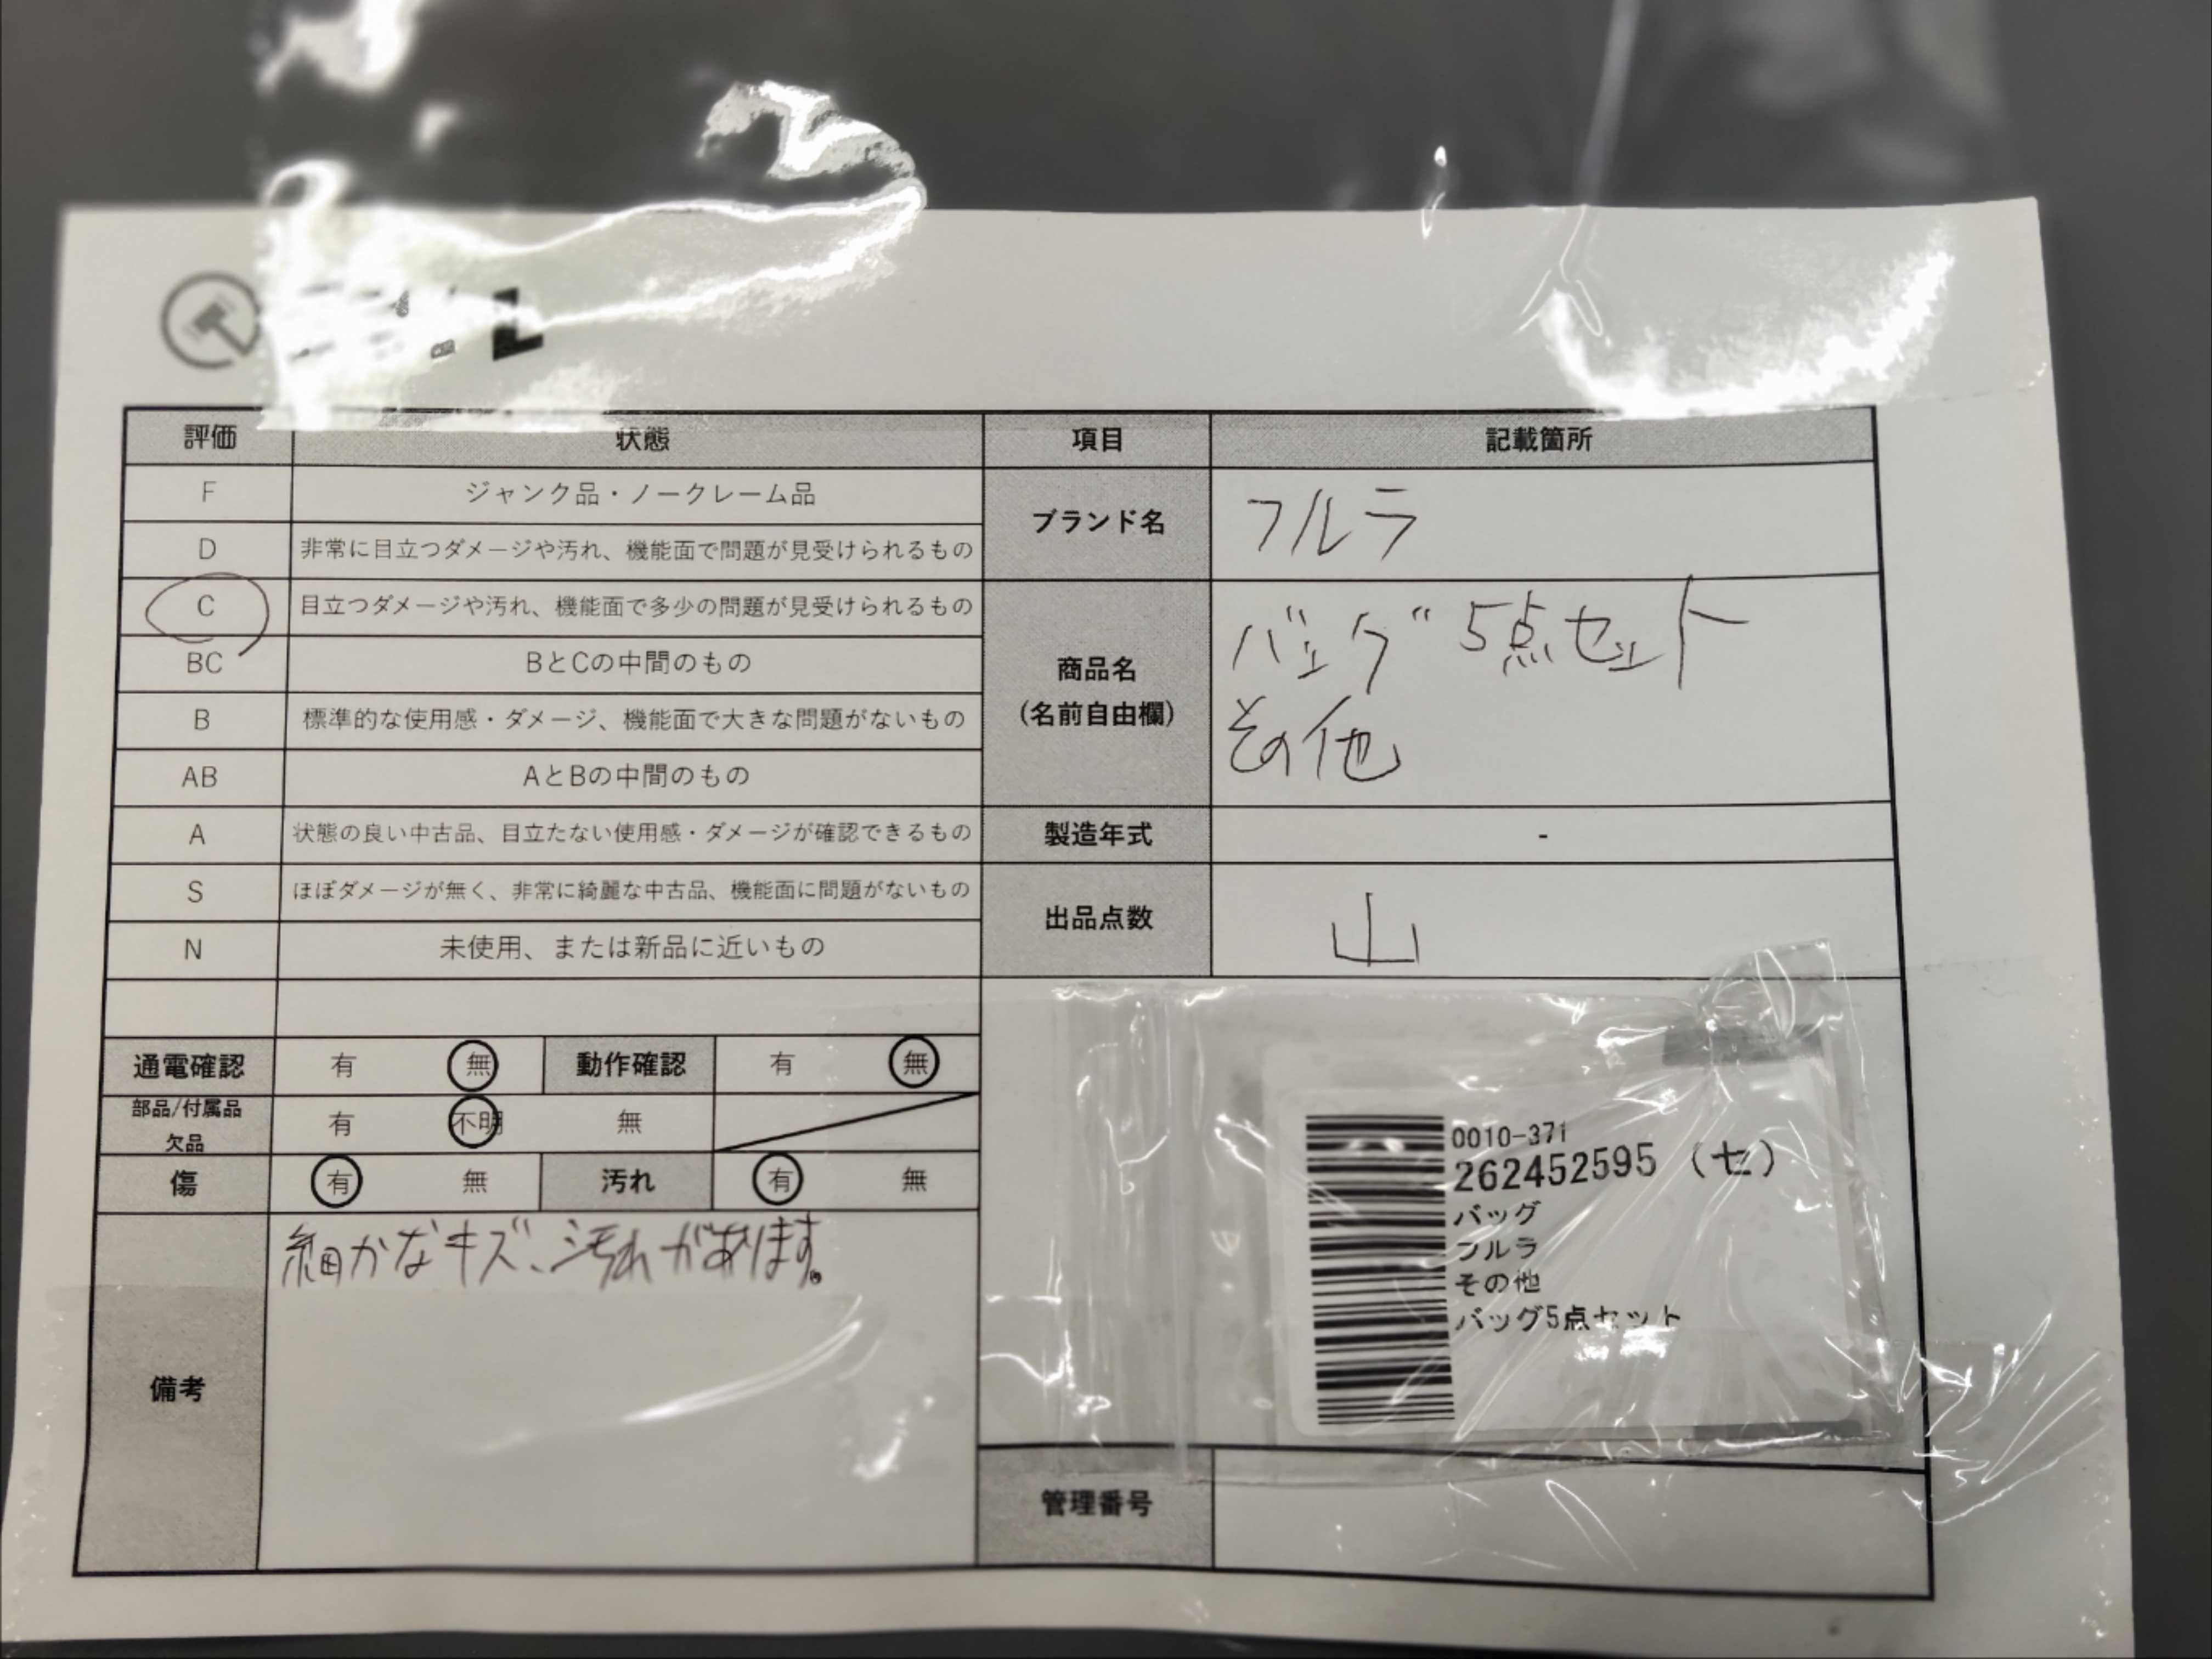 評価 状態 項目 記載箇所
F ジャンク品・ノークレーム品
D 非常に目立つダメージや汚れ、機能面で問題が見受けられるもの
ブランド名 フルラ
C 目立つダメージや汚れ、機能面で多少の問題が見受けられるもの
BC BとCの中間のもの
B 標準的な使用感・ダメージ、機能面で大きな問題がないもの
AB AとBの中間のもの
商品名
(名前自由欄)
バッグ 5点セット
その他
A 状態の良い中古品、目立たない使用感・ダメージが確認できるもの
製造年式 -
S ほぼダメージが無く、非常に綺麗な中古品、機能面に問題がないもの
N 未使用、または新品に近いもの
出品点数 山
通電確認 有 無 動作確認 有 無
部品/付属品
欠品
有 不明 無
傷 有 無 汚れ 有 無
備考
細かなキズ、汚れがあります。
0010-371
262452595 (セ)
バッグ
フルラ
その他
バッグ5点セット
管理番号